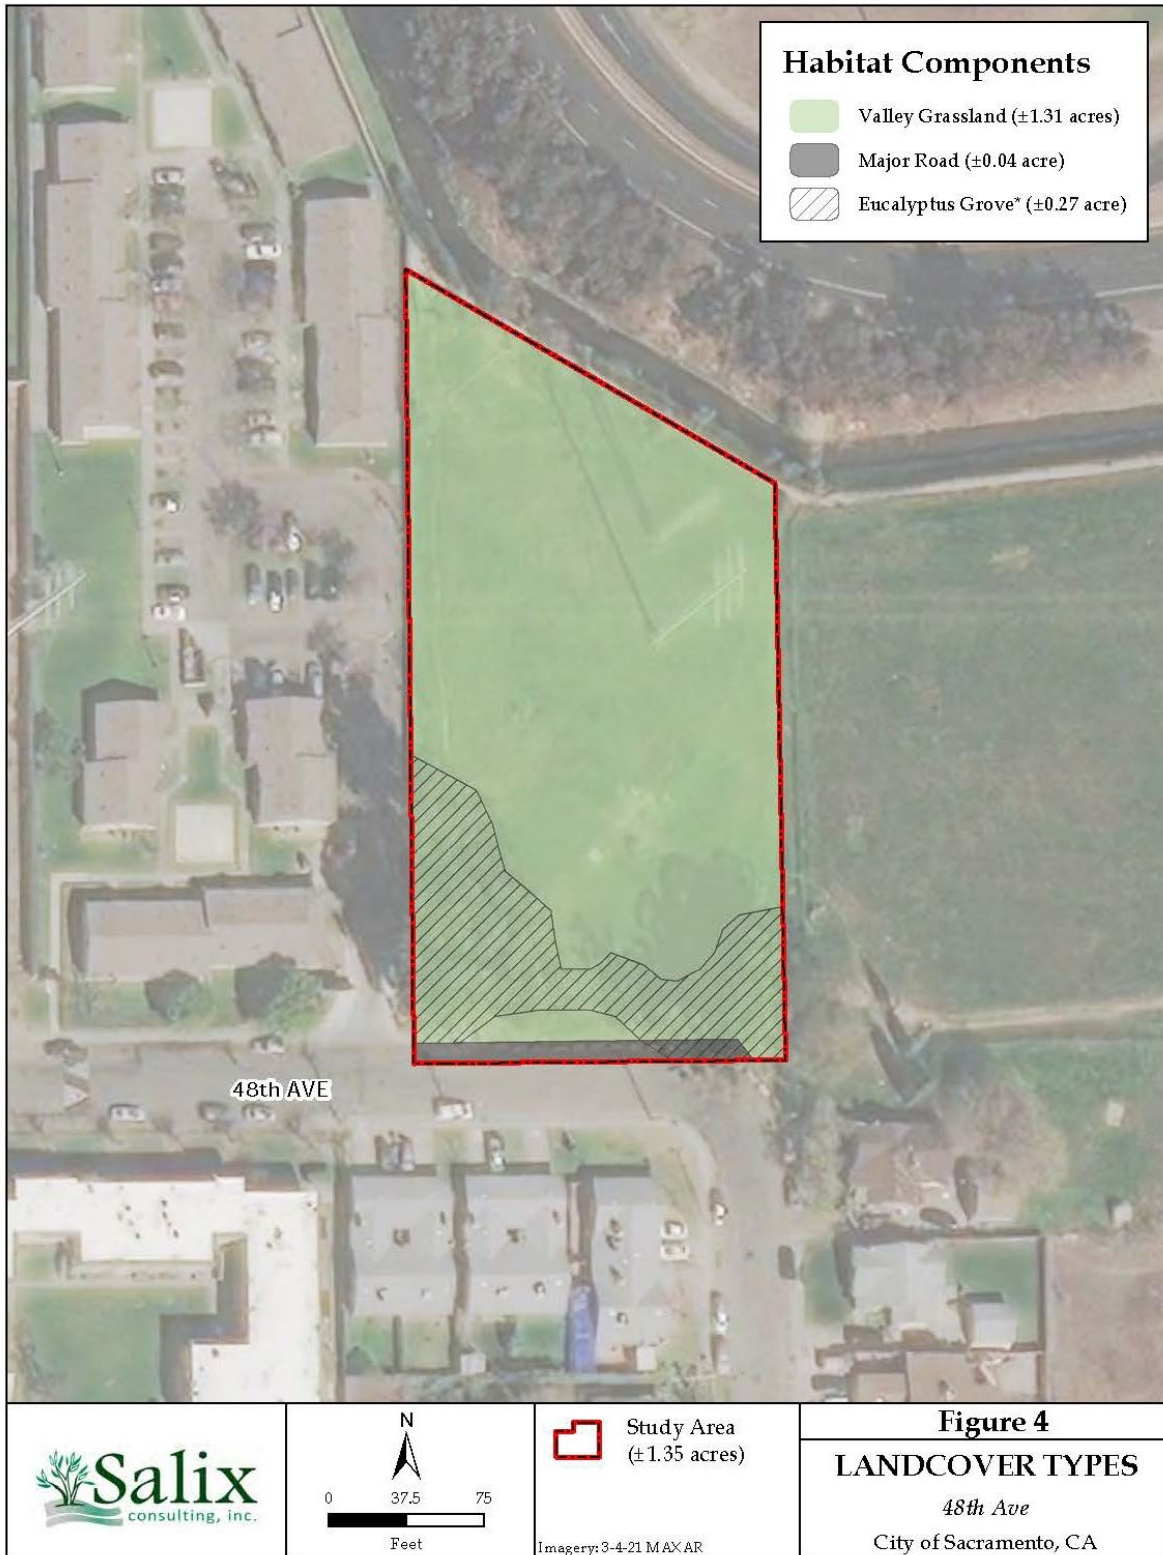 Habitat Components
Valley Grassland (±1.31 acres)
Major Road (±0.04 acre)
Eucalyptus Grove* (±0.27 acre)
48th AVE
Salix
consulting, inc.
N
0 37.5 75
Feet
Study Area
(±1.35 acres)
Imagery: 3-4-21 MAXAR
Figure 4
LANDCOVER TYPES
48th Ave
City of Sacramento, CA